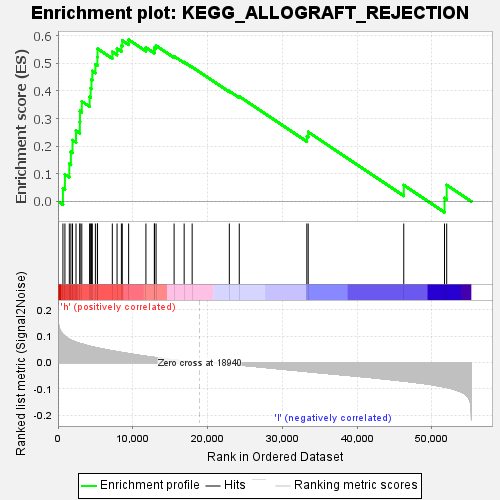 Enrichment plot: KEGG_ALLOGRAFT_REJECTION
Enrichment score (ES)
0.6
0.5
0.4
0.3
0.2
0.1
0.0
'h' (positively correlated)
Ranked list metric (Signal2Noise)
0.2
0.1
0.0
-0.1
-0.2
Zero cross at 18940
'l' (negatively correlated)
0 10,000 20,000 30,000 40,000 50,000
Rank in Ordered Dataset
Enrichment profile Hits Ranking metric scores